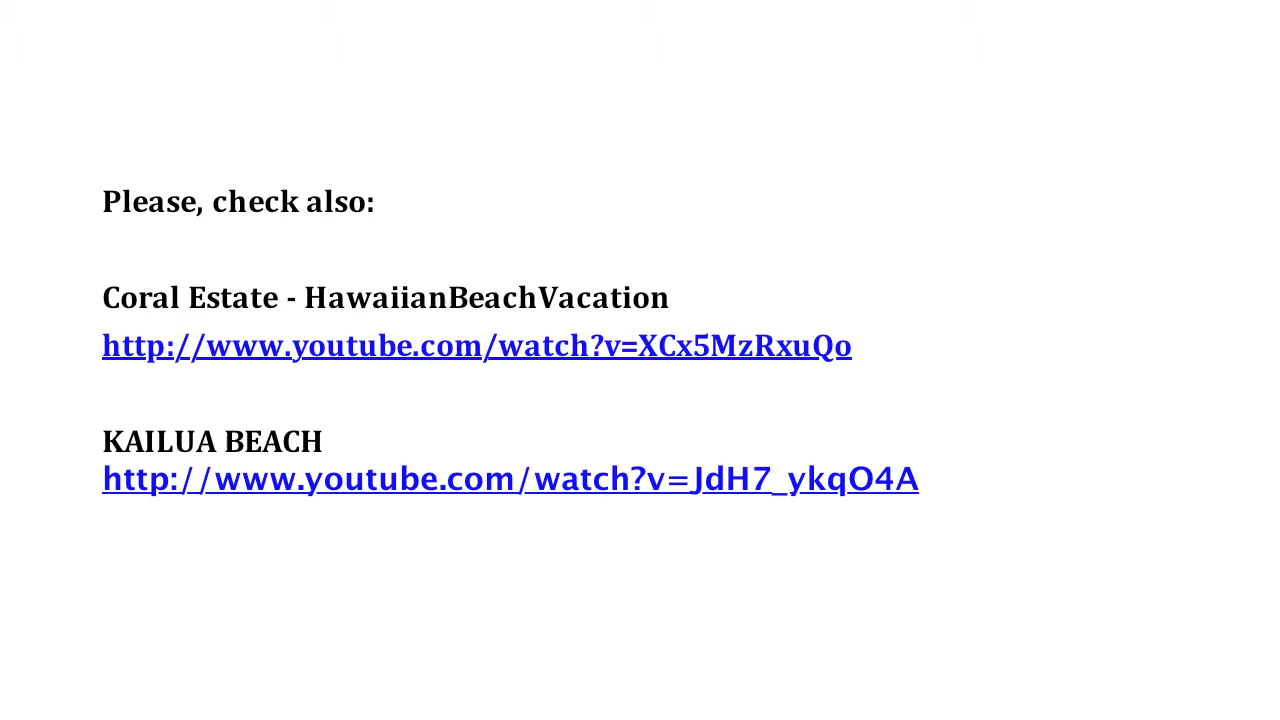 Please, check also:
Coral Estate - HawaiianBeachVacation
http://www.youtube.com/watch?v=XCx5MzRxuQo
KAILUA BEACH
http://www.youtube.com/watch?v=JdH7_ykqO4A